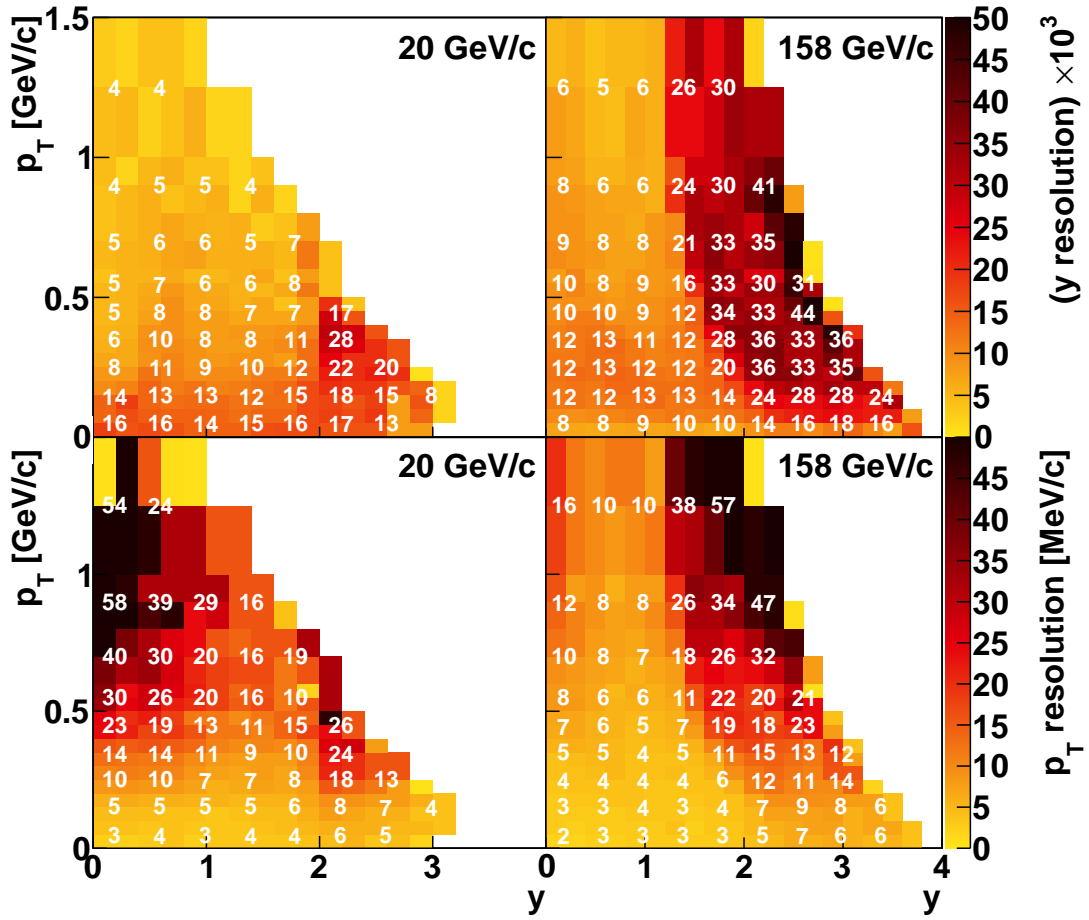 1.5
20 GeV/c
158 GeV/c
50
4 4
6 5 6 26 30
45
40
1
4 5 5 4
8 6 6 24 30 41
35
5 6 6 5 7
9 8 8 21 33 35
30
25
5 7 6 6 8
10 8 9 16 33 30 31
20
0.5
5 8 8 7 7 17
10 10 9 12 34 33 44
15
6 10 8 8 11 28
12 13 11 12 28 36 33 36
10
8 11 9 10 12 22 20
12 13 12 12 20 36 33 35
14 13 13 12 15 18 15 8
12 12 13 13 14 24 28 28 24
5
16 16 14 15 16 17 13
8 8 9 10 10 14 16 18 16
0
0
p_T [GeV/c]
(y resolution) ×10³
20 GeV/c
158 GeV/c
54 24
16 10 10 38 57
45
40
1
58 39 29 16
12 8 8 26 34 47
35
30
40 30 20 16 19
10 8 7 18 26 32
25
30 26 20 16 10
8 6 6 11 22 20 21
20
0.5
23 19 13 11 15 26
7 6 5 7 19 18 23
15
14 14 11 9 10 24
5 5 4 5 11 15 13 12
10
10 10 7 7 8 18 13
4 4 4 4 6 12 11 14
5 5 5 5 6 8 7 4
3 3 4 3 4 7 9 8 6
5
3 4 3 4 4 6 5
2 3 3 3 3 5 7 6 6
0
0
p_T [GeV/c]
p_T resolution [MeV/c]
0 1 2 3
0 1 2 3 4
y
y